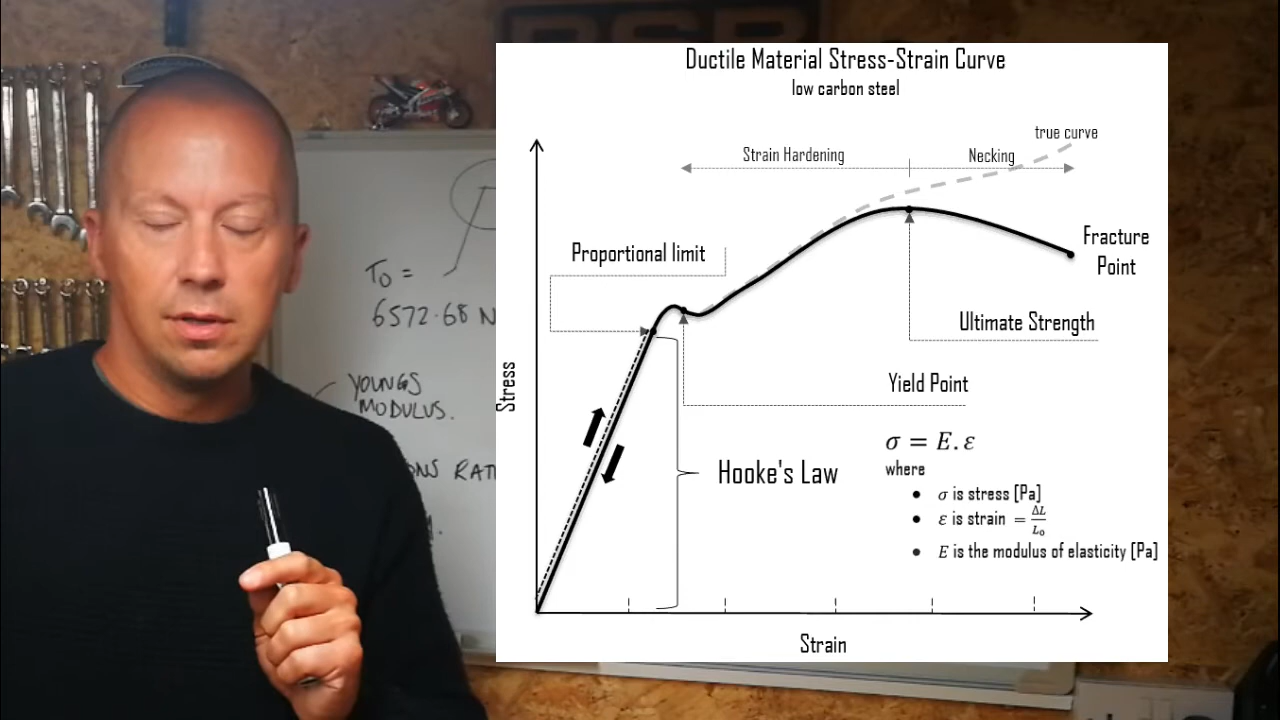 Ductile Material Stress-Strain Curve
low carbon steel
true curve
Strain Hardening
Necking
Proportional limit
Fracture
Point
Ultimate Strength
Yield Point
Stress
σ = E.ε
where
Hooke's Law
• σ is stress [Pa]
• ε is strain = ΔL/L₀
• E is the modulus of elasticity [Pa]
Strain
To =
6572.68 N
YOUNGS
MODULUS.